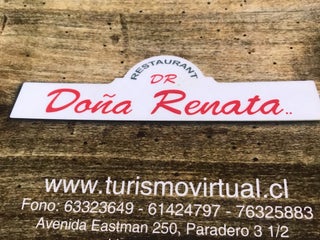 RESTAURANT
DR
Doña Renata..
www.turismovirtual.cl
Fono: 63323649 - 61424797 - 76325883
Avenida Eastman 250, Paradero 3 1/2